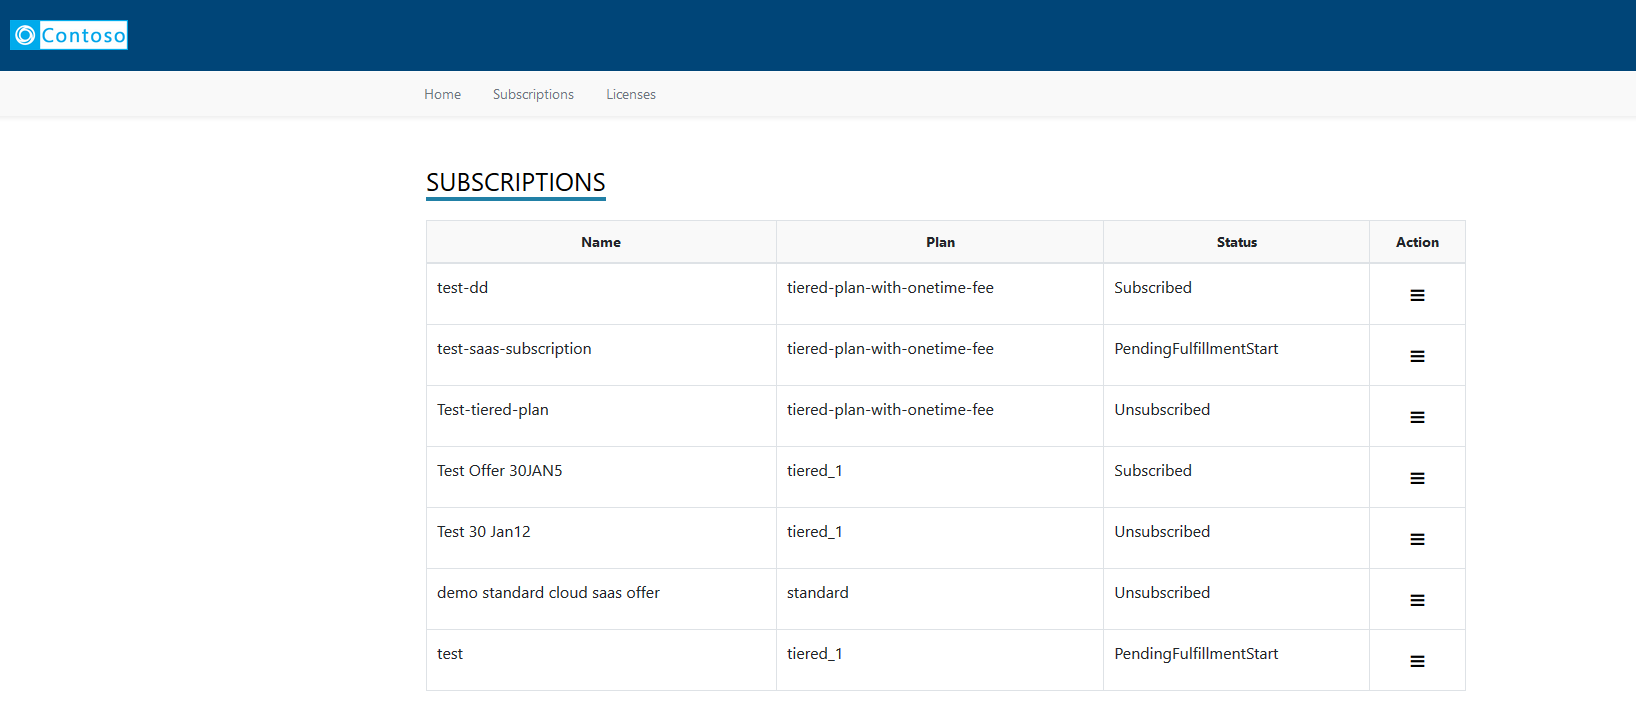 Contoso
Home Subscriptions Licenses
SUBSCRIPTIONS
Name Plan Status Action
test-dd tiered-plan-with-onetime-fee Subscribed
test-saas-subscription tiered-plan-with-onetime-fee PendingFulfillmentStart
Test-tiered-plan tiered-plan-with-onetime-fee Unsubscribed
Test Offer 30JAN5 tiered_1 Subscribed
Test 30 Jan12 tiered_1 Unsubscribed
demo standard cloud saas offer standard Unsubscribed
test tiered_1 PendingFulfillmentStart